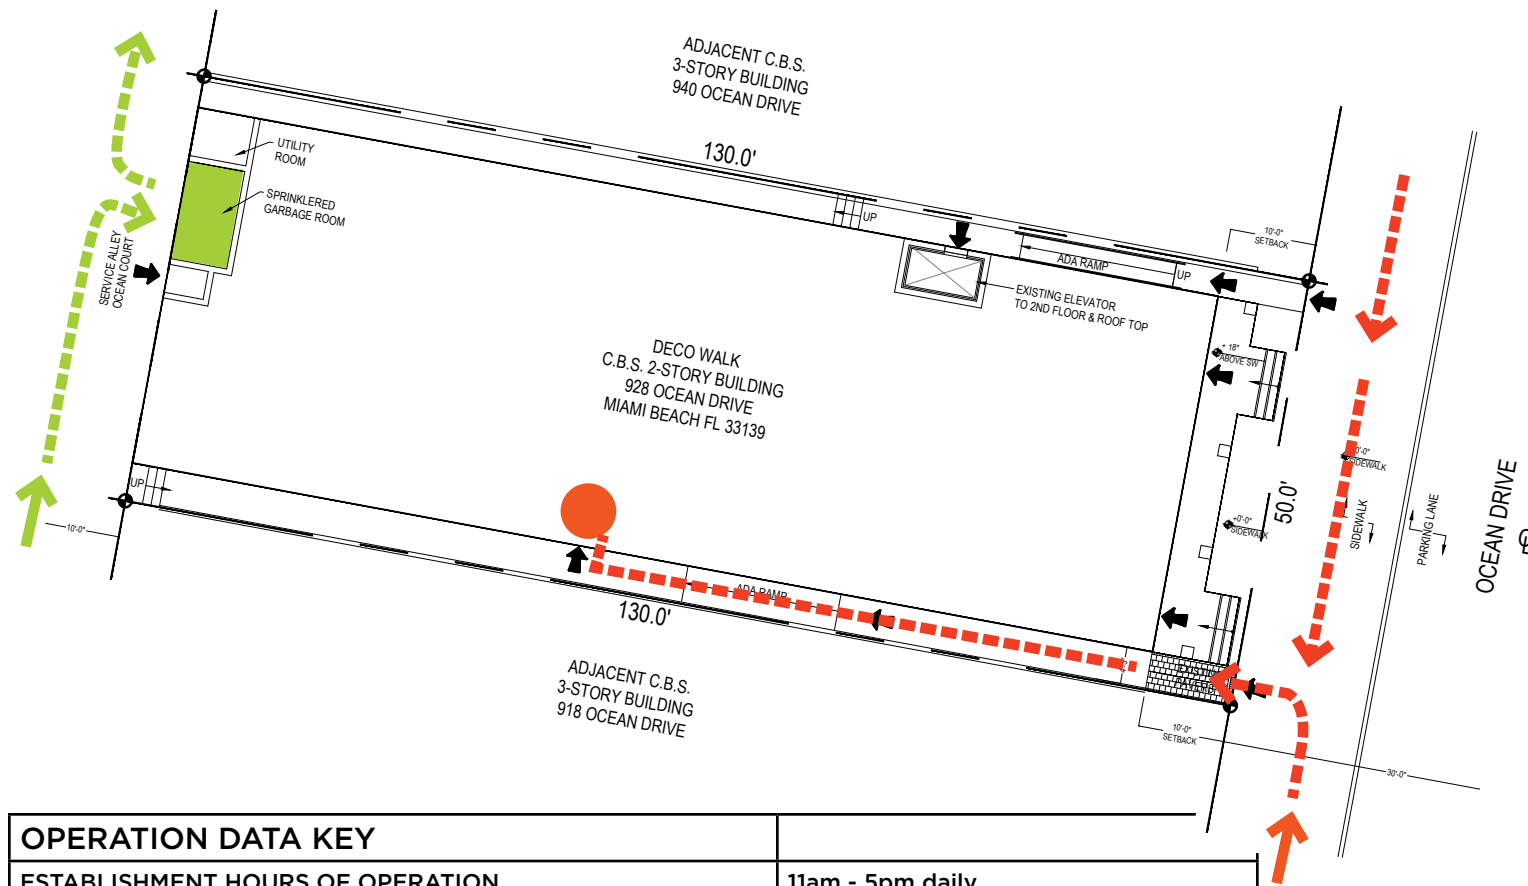 ADJACENT C.B.S.
3-STORY BUILDING
940 OCEAN DRIVE
130.0'
UTILITY
ROOM
SPRINKLERED
GARBAGE ROOM
SERVICE ALLEY
OCEAN COURT
UP
ADA RAMP
UP
10'-0"
SETBACK
EXISTING ELEVATOR
TO 2ND FLOOR & ROOF TOP
+ 18"
ABOVE SW
DECO WALK
C.B.S. 2-STORY BUILDING
928 OCEAN DRIVE
MIAMI BEACH FL 33139
SIDEWALK
50.0'
+0'-0"
SIDEWALK
SIDEWALK
PARKING LANE
OCEAN DRIVE
UP
10'-0"
ADA RAMP
130.0'
ADJACENT C.B.S.
3-STORY BUILDING
918 OCEAN DRIVE
10'-0"
SETBACK
30'-0"
OPERATION DATA KEY
ESTABLISHMENT HOURS OF OPERATION
11am - 5pm daily